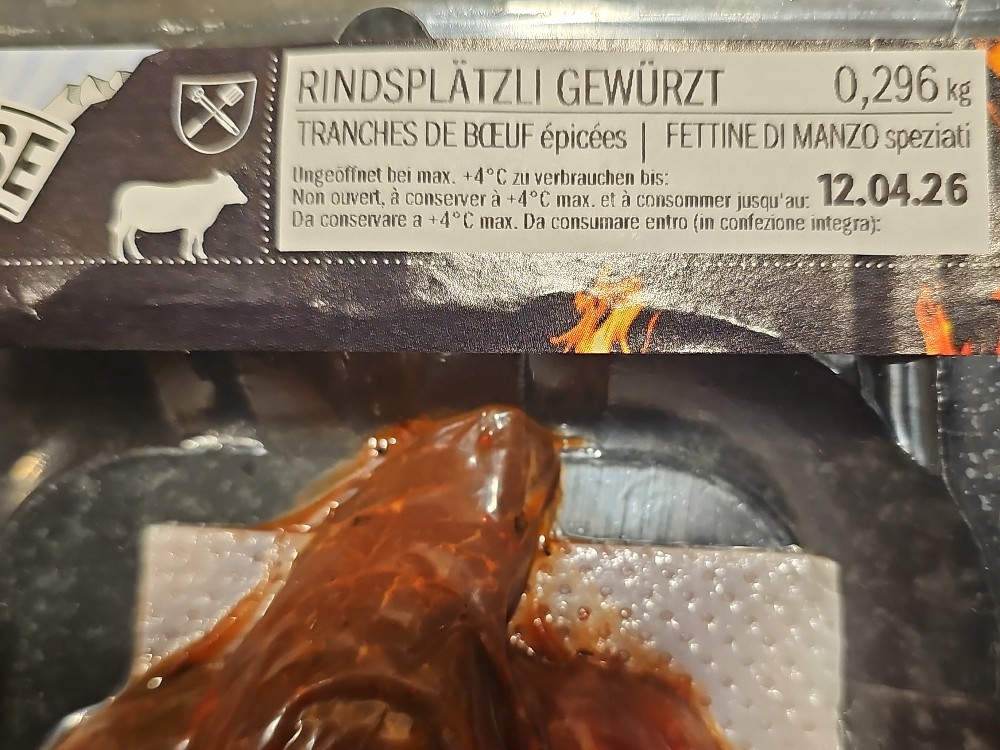 SE
RINDSPLÄTZLI GEWÜRZT 0,296 kg
TRANCHES DE BŒUF épicées | FETTINE DI MANZO speziati
Ungeöffnet bei max. +4°C zu verbrauchen bis:
Non ouvert, à conserver à +4°C max. et à consommer jusqu'au: 12.04.26
Da conservare a +4°C max. Da consumare entro (in confezione integra):